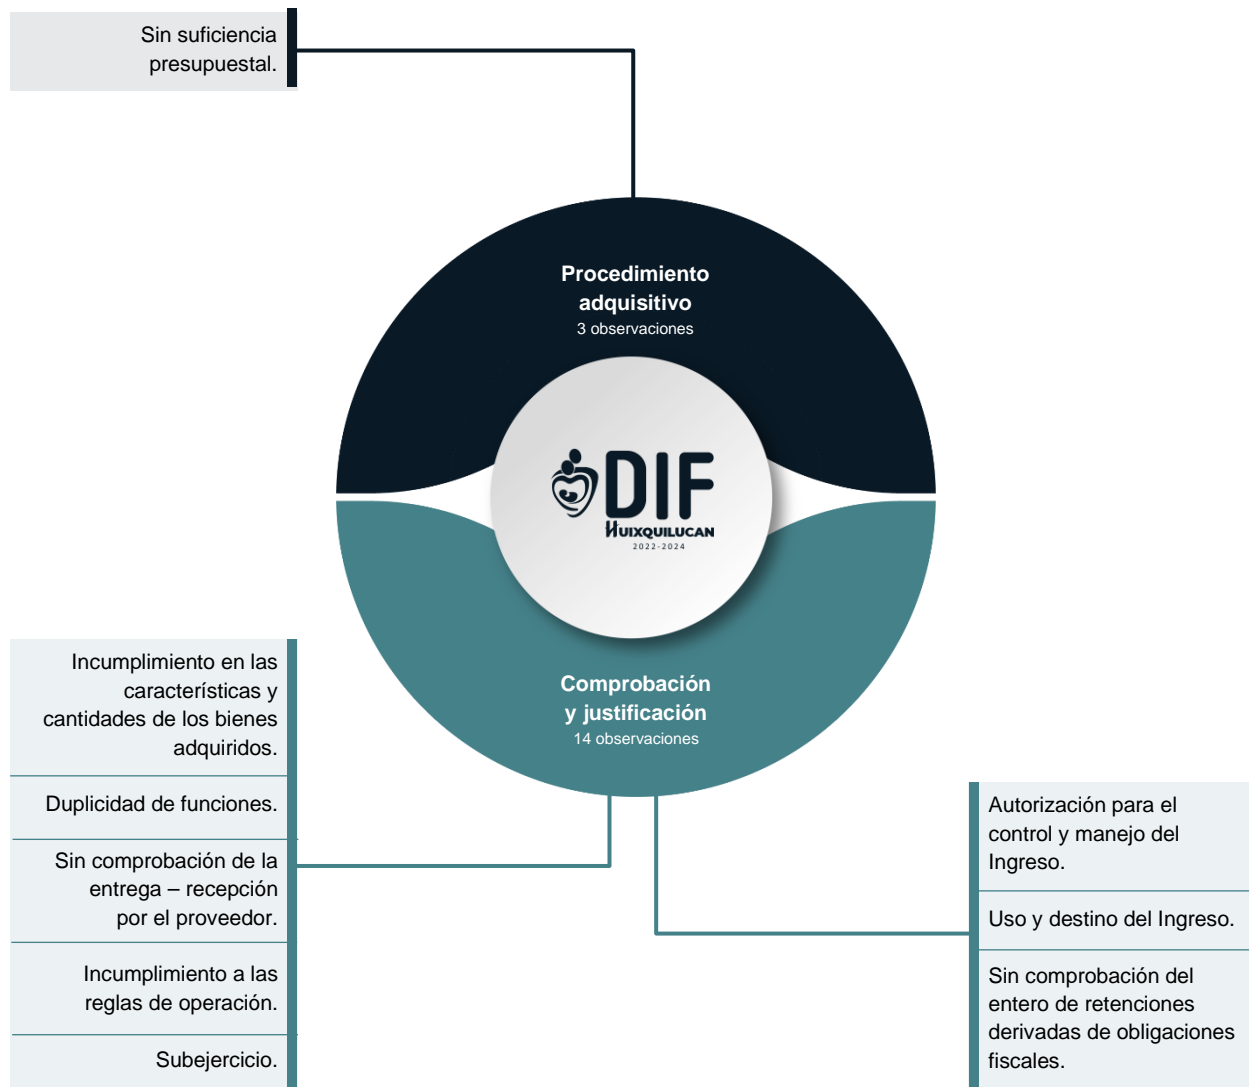 Sin suficiencia
presupuestal.
Procedimiento
adquisitivo
3 observaciones
DIF
HUIXQUILUCAN
2022-2024
Comprobación
y justificación
14 observaciones
Incumplimiento en las
características y
cantidades de los bienes
adquiridos.
Duplicidad de funciones.
Sin comprobación de la
entrega – recepción
por el proveedor.
Incumplimiento a las
reglas de operación.
Subejercicio.
Autorización para el
control y manejo del
Ingreso.
Uso y destino del Ingreso.
Sin comprobación del
entero de retenciones
derivadas de obligaciones
fiscales.